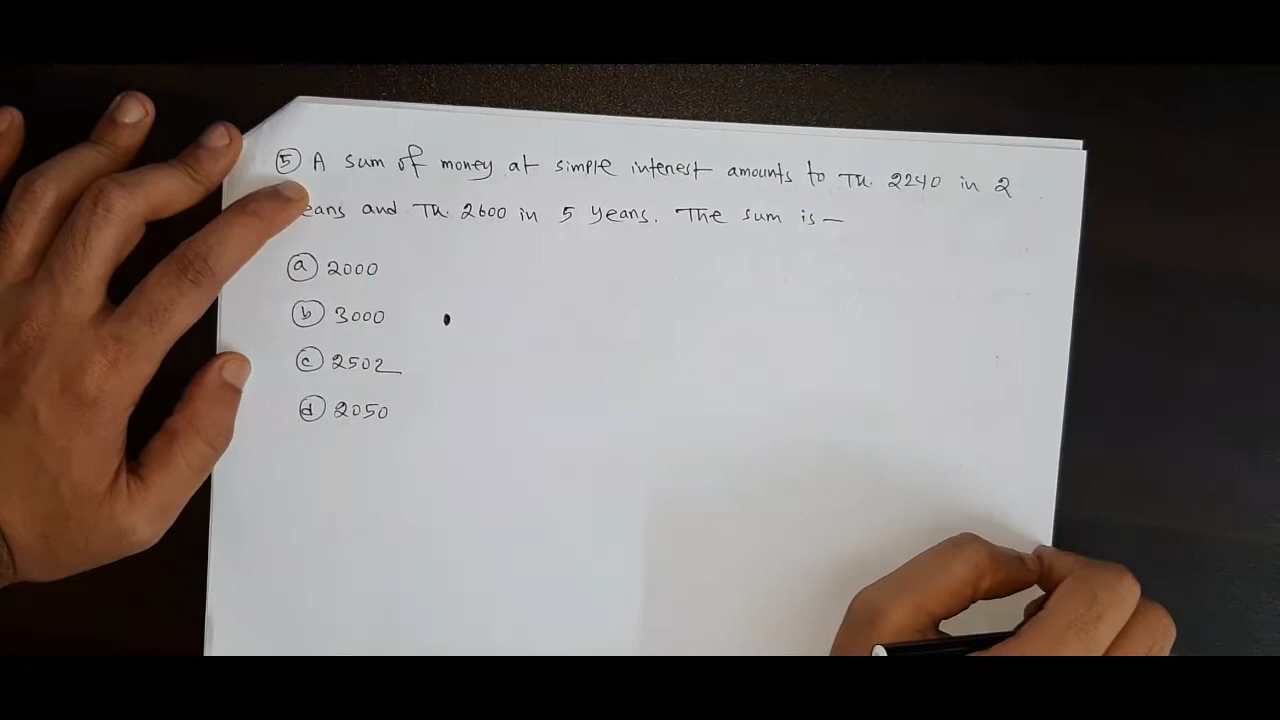 ⑤ A sum of money at simple interest amounts to TK. 2240 in 2
eans and TK. 2600 in 5 years. The sum is —
ⓐ 2000
ⓑ 3000
ⓒ 2502
ⓓ 2050